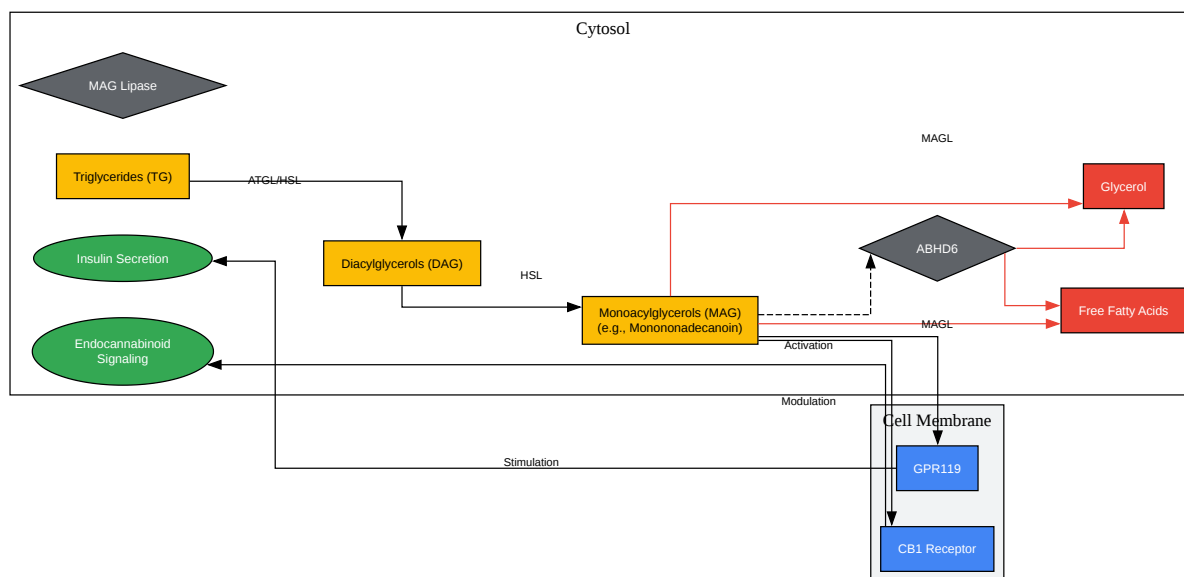 Cytosol
MAG Lipase
MAGL
Triglycerides (TG)
ATGL/HSL
Glycerol
Insulin Secretion
Diacylglycerols (DAG)
HSL
ABHD6
Monoacylglycerols (MAG)
(e.g., Monononadecanoin)
Free Fatty Acids
MAGL
Endocannabinoid
Signaling
Activation
Modulation
Cell Membrane
Stimulation
GPR119
CB1 Receptor